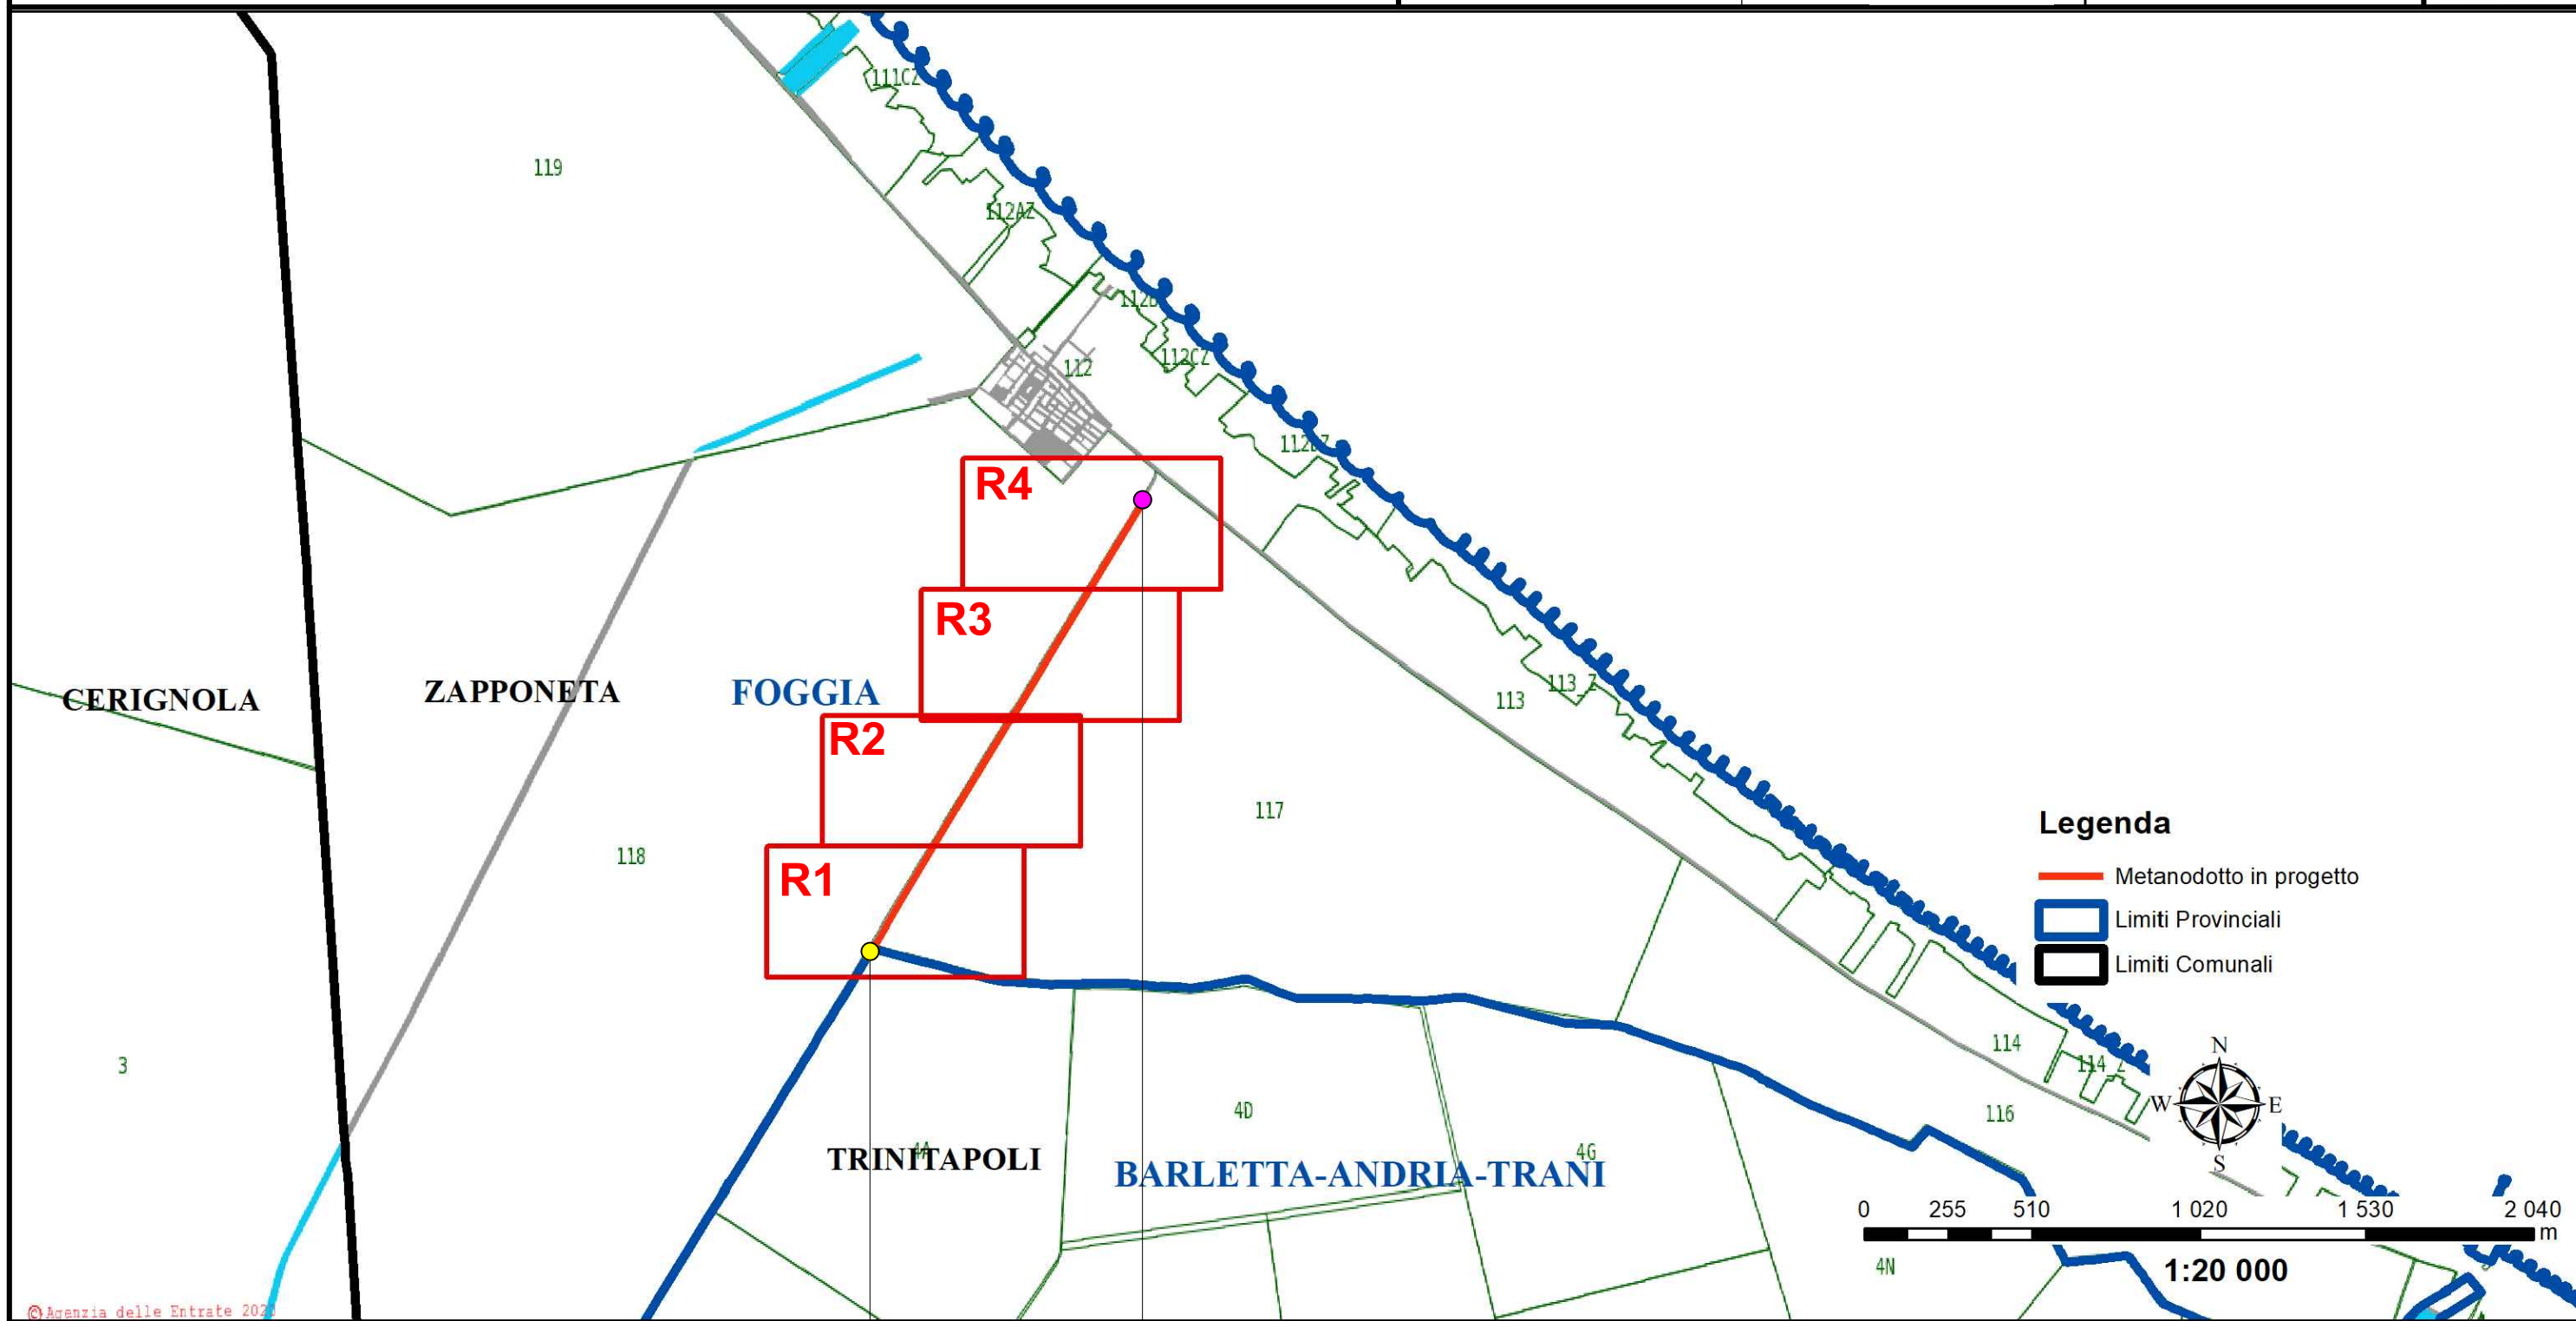 111CZ
119
112AZ
112CZ
112
R4
R3
CERIGNOLA
ZAPPONETA
FOGGIA
113_Z
113
R2
117
Legenda
118
R1
Metanodotto in progetto
Limiti Provinciali
Limiti Comunali
114
3
114_Z
N
W
E
S
4D
116
TRINITAPOLI
4A
BARLETTA-ANDRIA-TRANI
4G
0 255 510 1 020 1 530 2 040
m
4N
1:20 000
© Agenzia delle Entrate